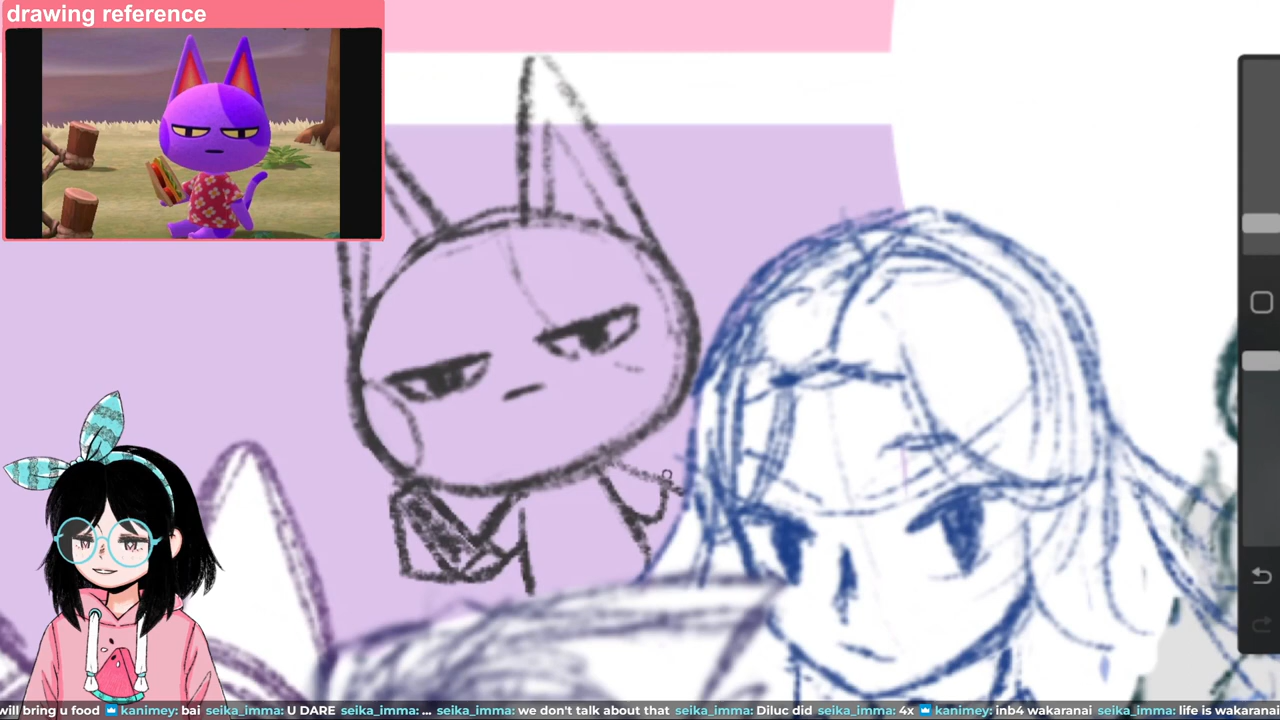 drawing reference
will bring u food kanimey: bai seika_imma: U DARE seika_imma: ... seika_imma: we don't talk about that seika_imma: Diluc did seika_imma: 4x kanimey: inb4 wakaranai seika_imma: life is wakaranai